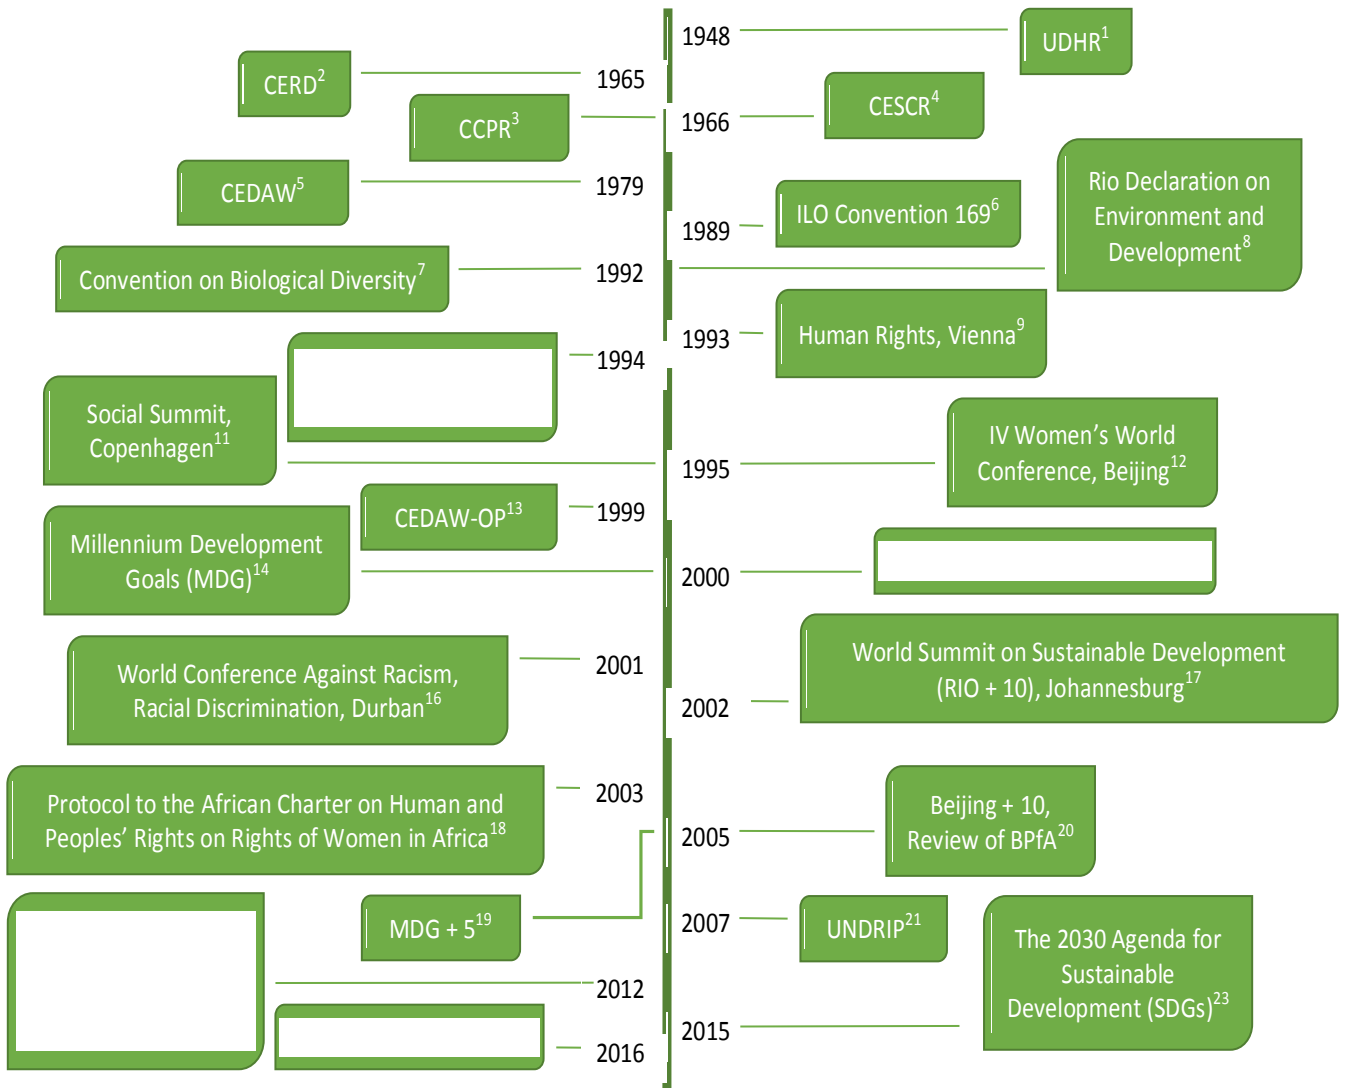 1948
UDHR1
CERD2
1965
CESCR4
CCPR3
1966
CEDAW5
1979
Rio Declaration on
Environment and
Development8
ILO Convention 1696
1989
Convention on Biological Diversity7
1992
Human Rights, Vienna9
1993
1994
Social Summit,
Copenhagen11
IV Women’s World
Conference, Beijing12
1995
CEDAW-OP13
1999
Millennium Development
Goals (MDG)14
2000
World Conference Against Racism,
Racial Discrimination, Durban16
2001
World Summit on Sustainable Development
(RIO + 10), Johannesburg17
2002
Protocol to the African Charter on Human and
Peoples’ Rights on Rights of Women in Africa18
2003
Beijing + 10,
Review of BPfA20
2005
MDG + 519
2007
UNDRIP21
The 2030 Agenda for
Sustainable
Development (SDGs)23
2012
2015
2016